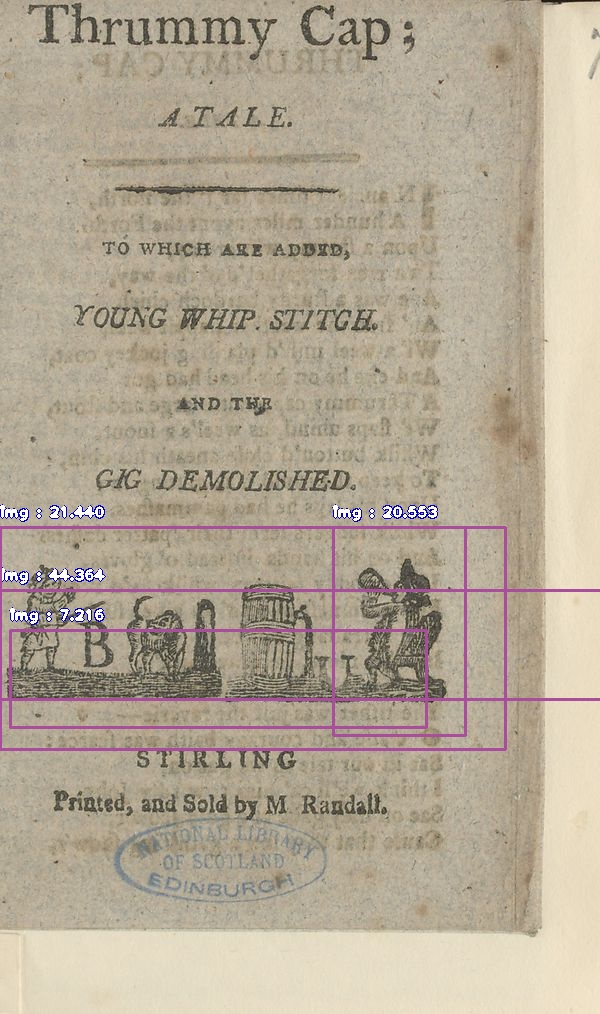 Thrummy Cap;
A TALE.
TO WHICH ARE ADDED,
YOUNG WHIP. STITCH.
AND THE
GIG DEMOLISHED.
Img : 21.440
Img : 20.553
Img : 44.364
Img : 7.216
B
STIRLING
Printed, and Sold by M Randall.
NATIONAL LIBRARY
OF SCOTLAND
EDINBURGH